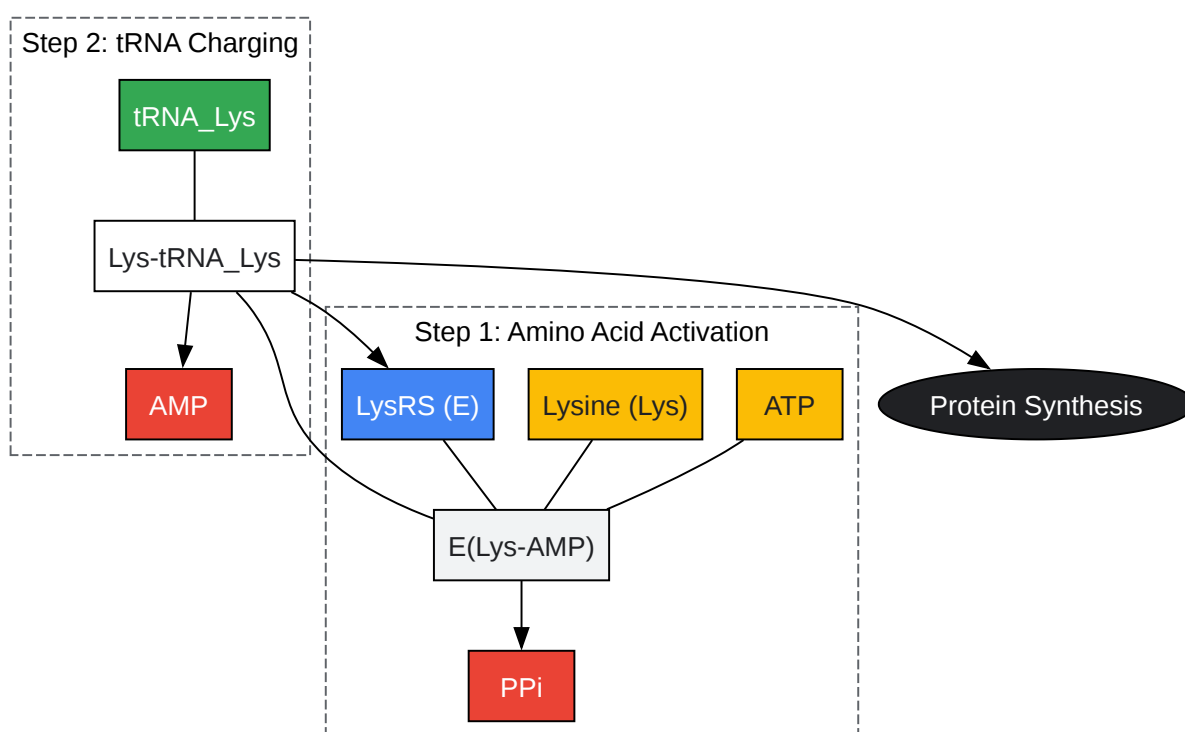 Step 2: tRNA Charging
tRNA_Lys
Lys-tRNA_Lys
AMP
Step 1: Amino Acid Activation
LysRS (E)
Lysine (Lys)
ATP
Protein Synthesis
E(Lys-AMP)
PPi